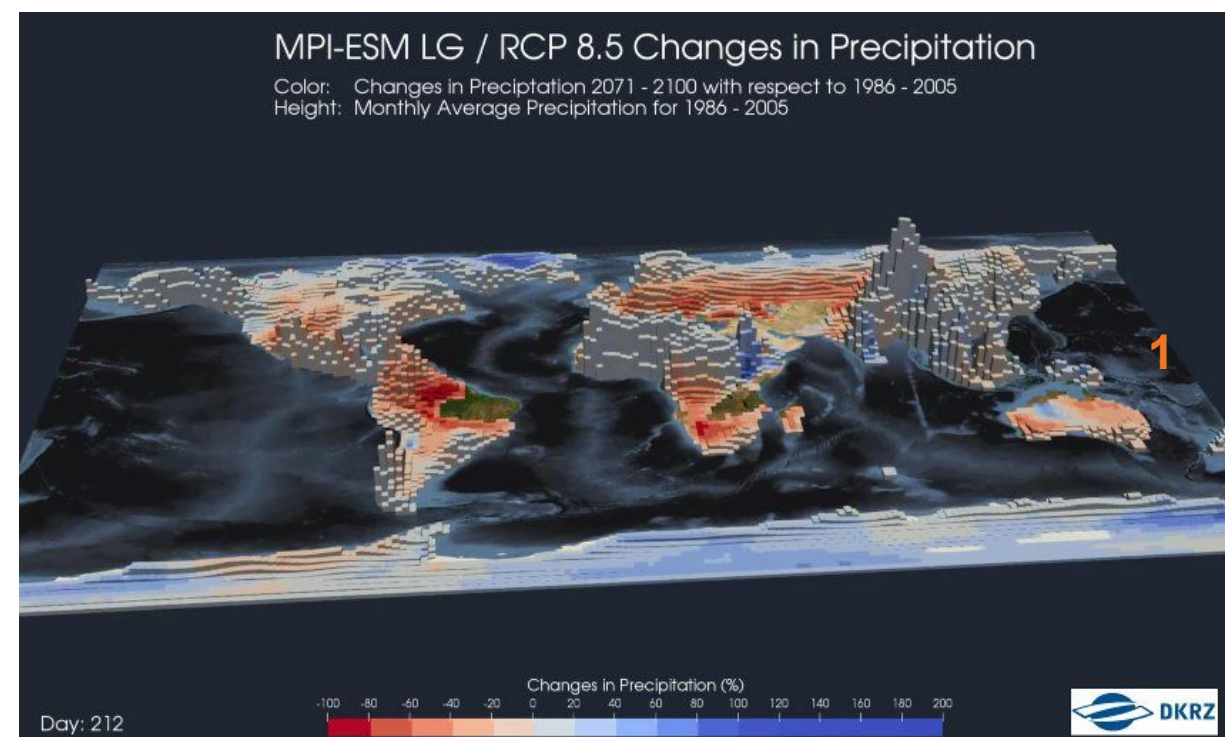 MPI-ESM LG / RCP 8.5 Changes in Precipitation
Color: Changes in Preciptation 2071 - 2100 with respect to 1986 - 2005
Height: Monthly Average Precipitation for 1986 - 2005
1
Changes in Precipitation (%)
-100 -80 -60 -40 -20 0 20 40 60 80 100 120 140 160 180 200
Day: 212
DKRZ